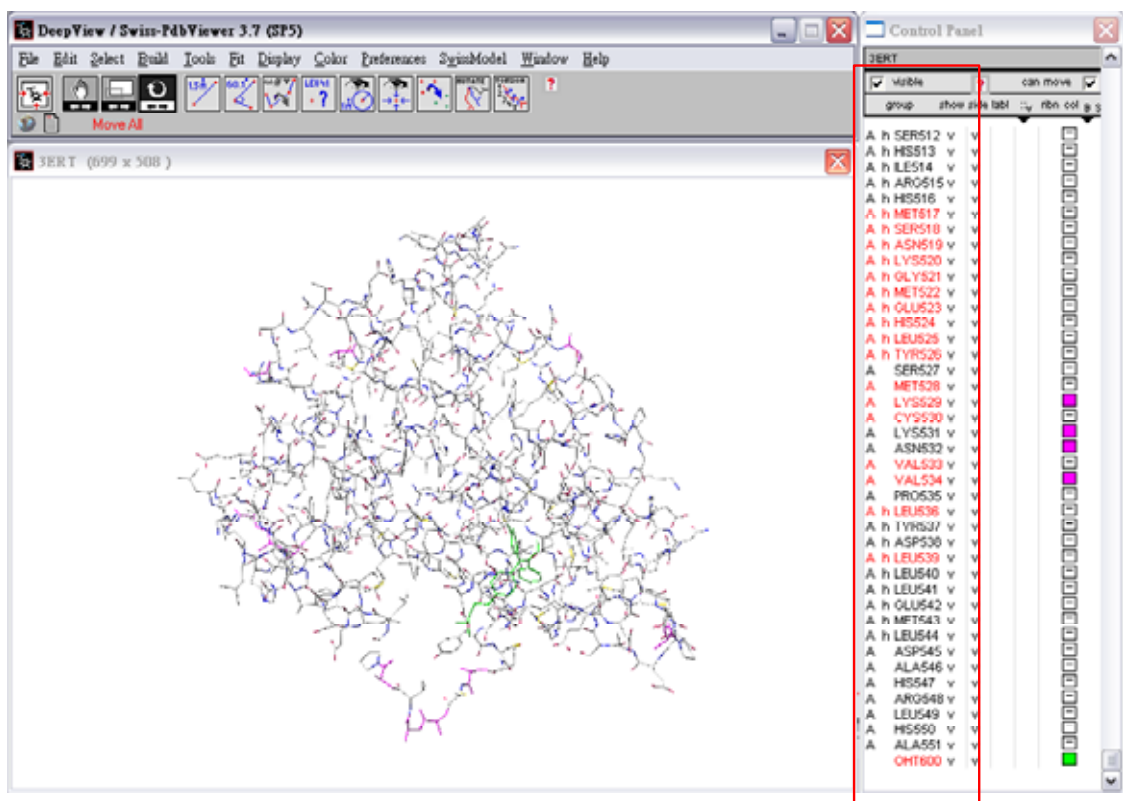 DeepView / Swiss-PdbViewer 3.7 (SP5)
File Edit Select Build Tools Fit Display Color Preferences SwissModel Window Help
Move All
3ERT (699 x 508 )
Control Panel
3ERT
visible can move
group show side labl ribn col B S
A h SER512 v v
A h HIS513 v v
A h ILE514 v v
A h ARG515 v v
A h HIS516 v v
A h MET517 v v
A h SER518 v v
A h ASN519 v v
A h LYS520 v v
A h GLY521 v v
A h MET522 v v
A h GLU523 v v
A h HIS524 v v
A h LEU525 v v
A h TYR526 v v
A SER527 v v
A MET528 v v
A LYS529 v v
A CYS530 v v
A LYS531 v v
A ASN532 v v
A VAL533 v v
A VAL534 v v
A PRO535 v v
A h LEU536 v v
A h TYR537 v v
A h ASP538 v v
A h LEU539 v v
A h LEU540 v v
A h LEU541 v v
A h GLU542 v v
A h MET543 v v
A h LEU544 v v
A ASP545 v v
A ALA546 v v
A HIS547 v v
A ARG548 v v
A LEU549 v v
A HIS550 v v
A ALA551 v v
OHT600 v v